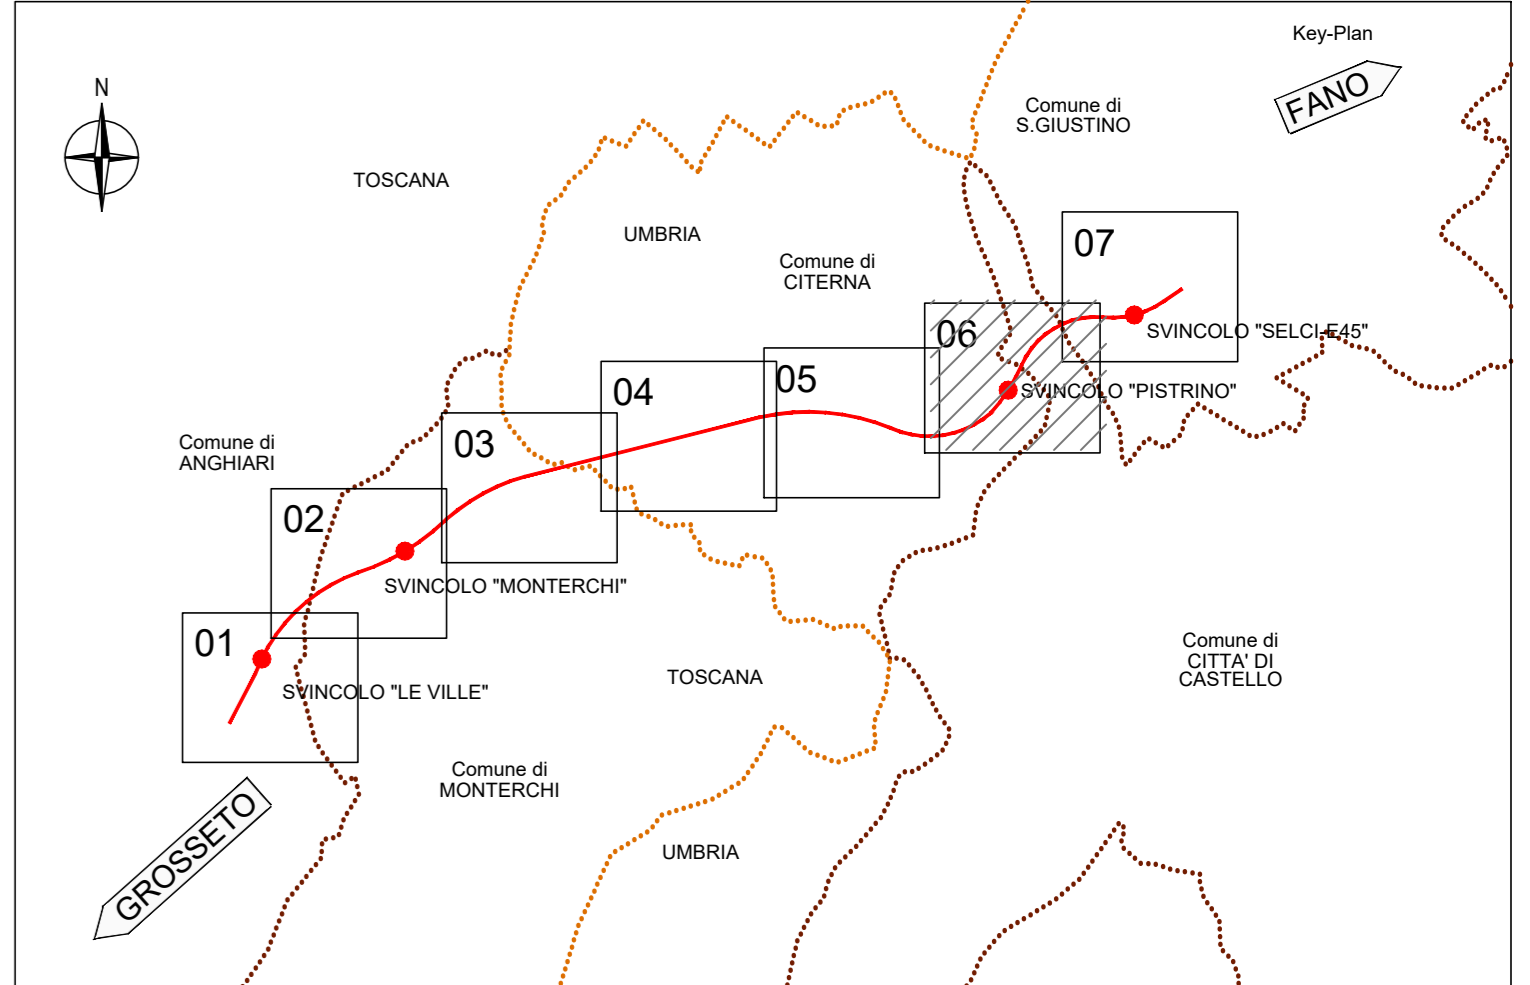 Key-Plan
N
FANO
Comune di
S.GIUSTINO
TOSCANA
UMBRIA
07
Comune di
CITERNA
06
SVINCOLO "SELCI-E45"
04
05
SVINCOLO "PISTRINO"
Comune di
ANGHIARI
03
02
SVINCOLO "MONTERCHI"
01
Comune di
CITTA' DI
CASTELLO
TOSCANA
SVINCOLO "LE VILLE"
Comune di
MONTERCHI
GROSSETO
UMBRIA